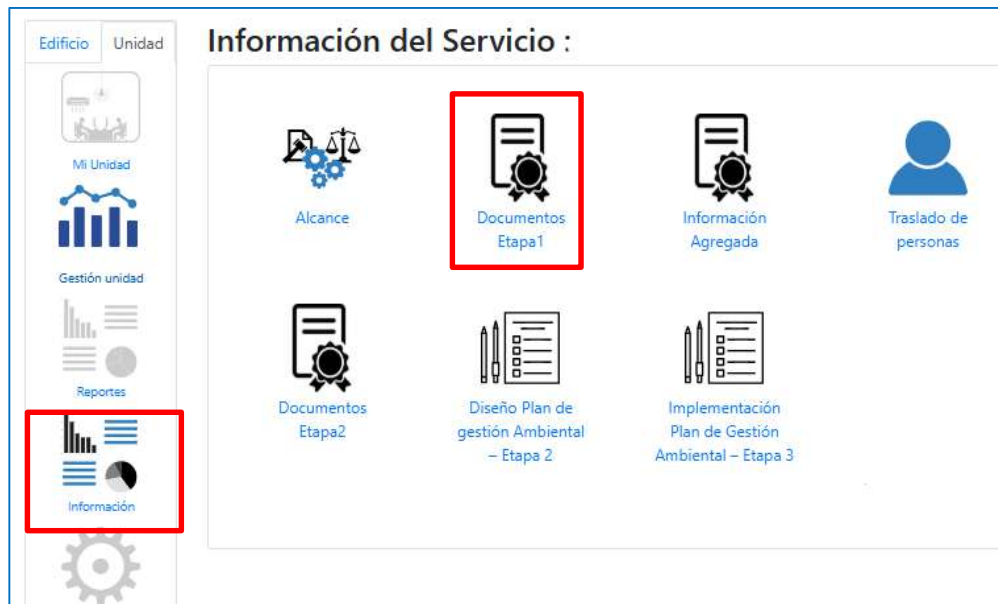 Edificio Unidad
Información del Servicio :
Mi Unidad
Gestión unidad
Reportes
Información
Alcance
Documentos
Etapa1
Información
Agregada
Traslado de
personas
Documentos
Etapa2
Diseño Plan de
gestión Ambiental
– Etapa 2
Implementación
Plan de Gestión
Ambiental – Etapa 3